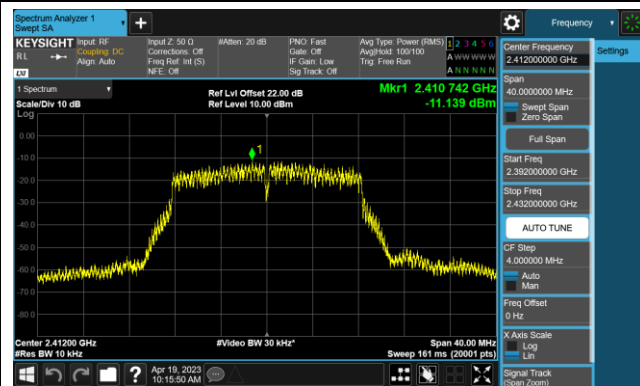 Spectrum Analyzer 1
Swept SA
Frequency
KEYSIGHT
RL
LXI
Input: RF
Coupling: DC
Align: Auto
Input Z: 50 Ω
Corrections: Off
Freq Ref: Int (S)
NFE: Off
#Atten: 20 dB
PNO: Fast
Gate: Off
IF Gain: Low
Sig Track: Off
Avg Type: Power (RMS)
Avg|Hold: 100/100
Trig: Free Run
1 2 3 4 5 6
A W W W W W
A N N N N N
1 Spectrum
Scale/Div 10 dB
Log
Ref Lvl Offset 22.00 dB
Ref Level 10.00 dBm
Mkr1 2.410 742 GHz
-11.139 dBm
1
0.00
-10.0
-20.0
-30.0
-40.0
-50.0
-60.0
-70.0
-80.0
Center 2.41200 GHz
#Res BW 10 kHz
#Video BW 30 kHz*
Span 40.00 MHz
Sweep 161 ms (20001 pts)
Center Frequency
2.412000000 GHz
Span
40.0000000 MHz
Swept Span
Zero Span
Full Span
Start Freq
2.392000000 GHz
Stop Freq
2.432000000 GHz
AUTO TUNE
CF Step
4.000000 MHz
Auto
Man
Freq Offset
0 Hz
X Axis Scale
Log
Lin
Signal Track
(Span Zoom)
Settings
?
Apr 19, 2023
10:15:50 AM